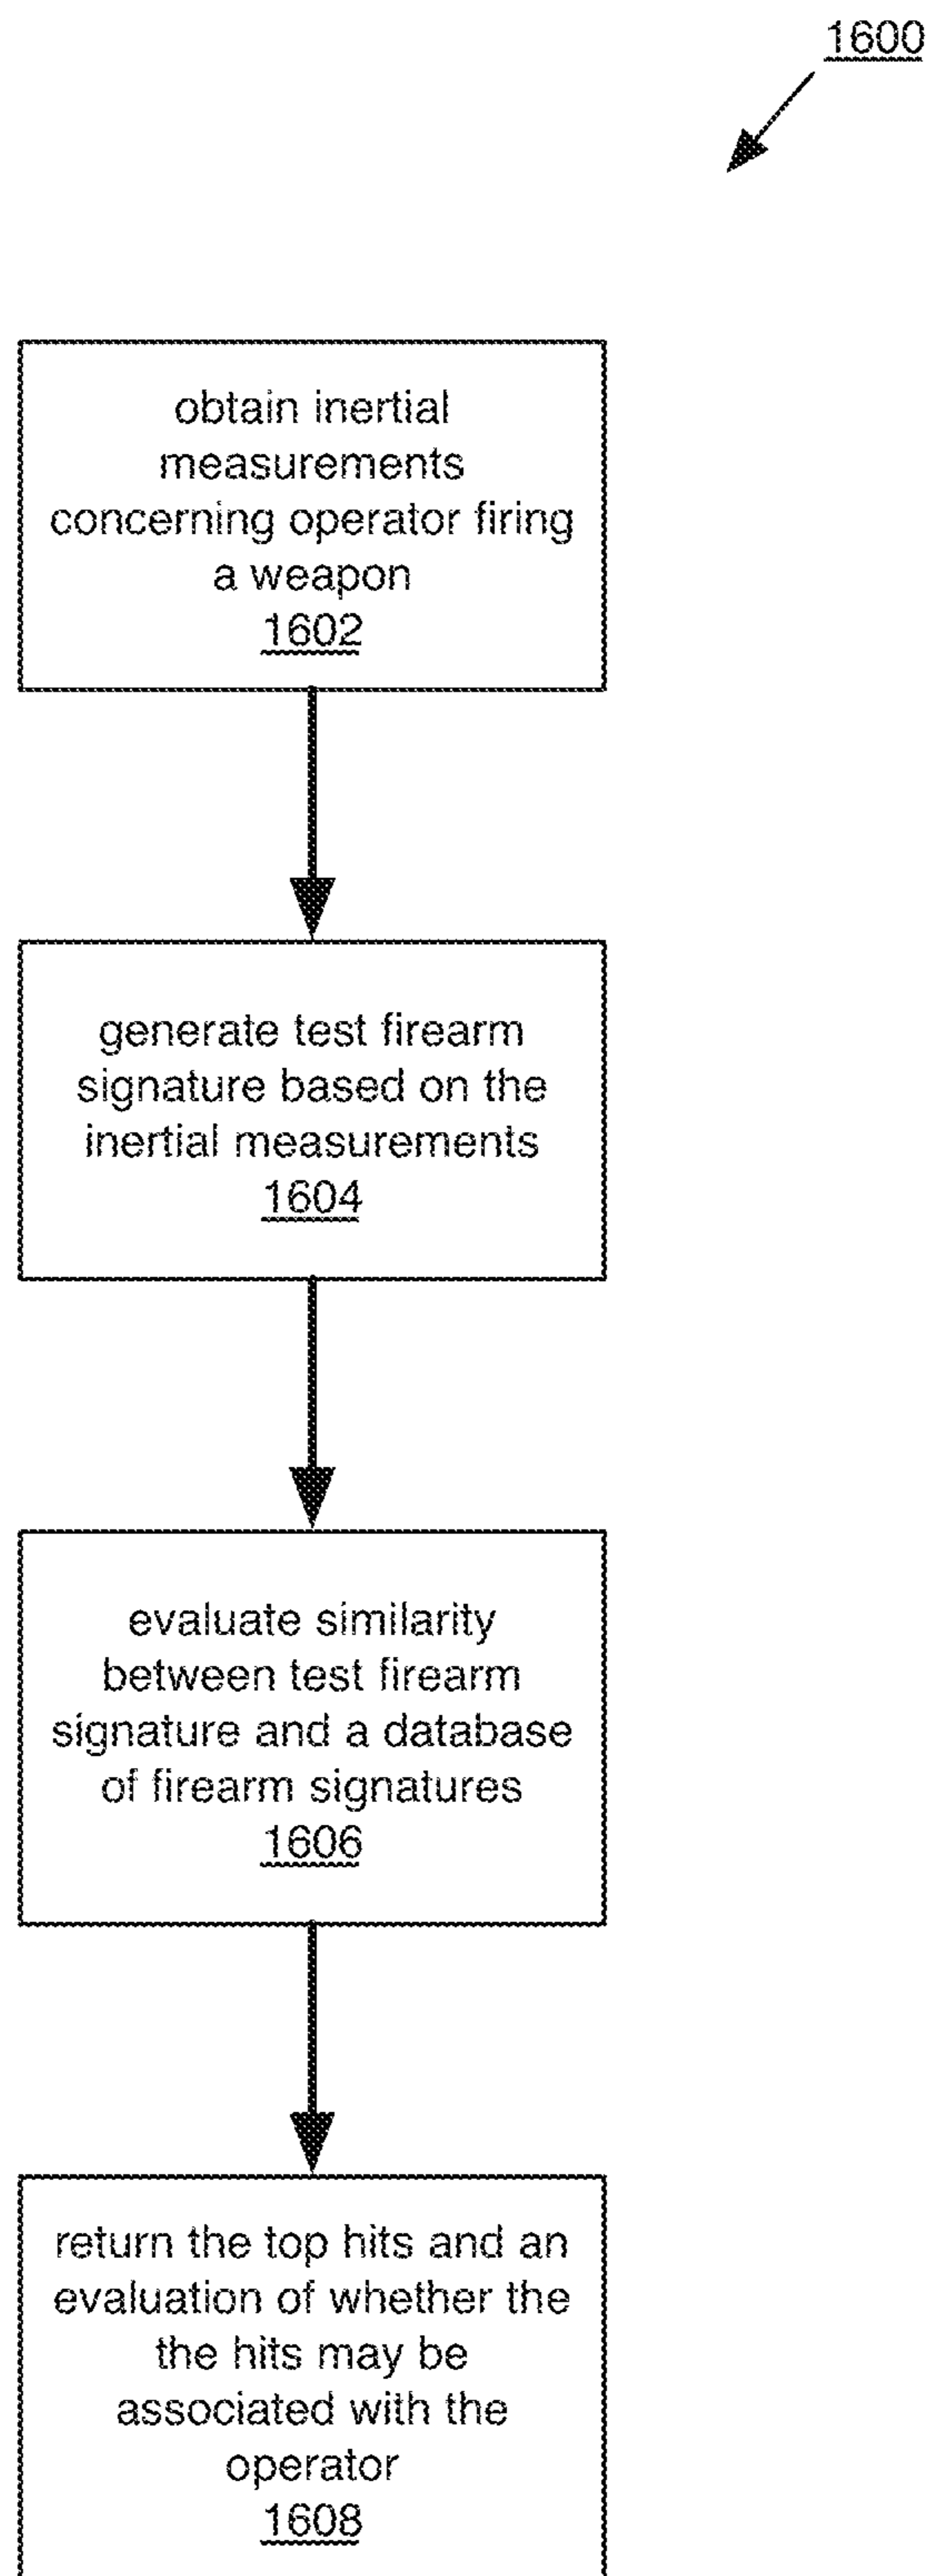 1600
obtain inertial
measurements
concerning operator firing
a weapon
1602
generate test firearm
signature based on the
inertial measurements
1604
evaluate similarity
between test firearm
signature and a database
of firearm signatures
1606
return the top hits and an
evaluation of whether the
the hits may be
associated with the
operator
1608